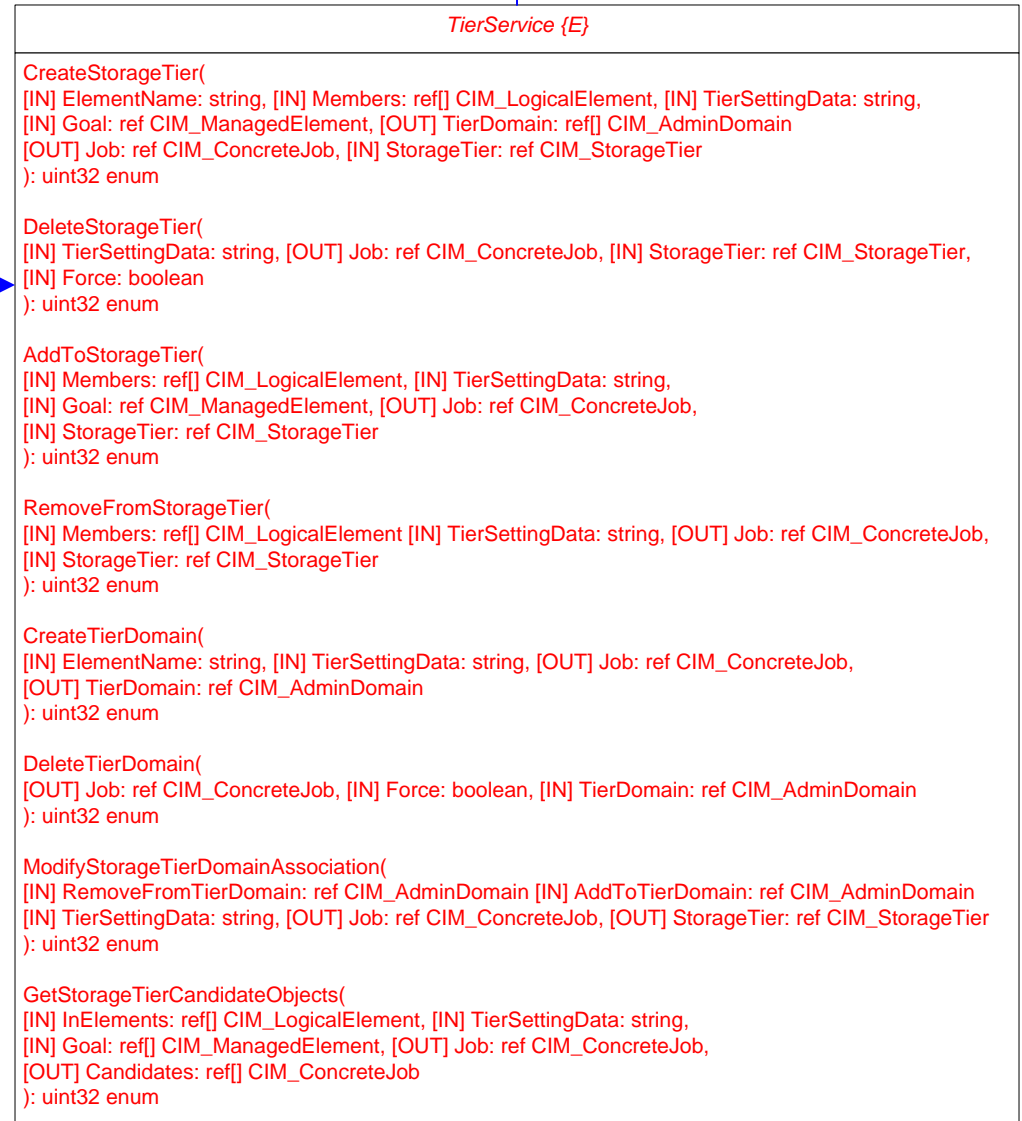 TierService {E}
CreateStorageTier(
[IN] ElementName: string, [IN] Members: ref[] CIM_LogicalElement, [IN] TierSettingData: string,
[IN] Goal: ref CIM_ManagedElement, [OUT] TierDomain: ref[] CIM_AdminDomain
[OUT] Job: ref CIM_ConcreteJob, [IN] StorageTier: ref CIM_StorageTier
): uint32 enum
DeleteStorageTier(
[IN] TierSettingData: string, [OUT] Job: ref CIM_ConcreteJob, [IN] StorageTier: ref CIM_StorageTier,
[IN] Force: boolean
): uint32 enum
AddToStorageTier(
[IN] Members: ref[] CIM_LogicalElement, [IN] TierSettingData: string,
[IN] Goal: ref CIM_ManagedElement, [OUT] Job: ref CIM_ConcreteJob,
[IN] StorageTier: ref CIM_StorageTier
): uint32 enum
RemoveFromStorageTier(
[IN] Members: ref[] CIM_LogicalElement [IN] TierSettingData: string, [OUT] Job: ref CIM_ConcreteJob,
[IN] StorageTier: ref CIM_StorageTier
): uint32 enum
CreateTierDomain(
[IN] ElementName: string, [IN] TierSettingData: string, [OUT] Job: ref CIM_ConcreteJob,
[OUT] TierDomain: ref CIM_AdminDomain
): uint32 enum
DeleteTierDomain(
[OUT] Job: ref CIM_ConcreteJob, [IN] Force: boolean, [IN] TierDomain: ref CIM_AdminDomain
): uint32 enum
ModifyStorageTierDomainAssociation(
[IN] RemoveFromTierDomain: ref CIM_AdminDomain [IN] AddToTierDomain: ref CIM_AdminDomain
[IN] TierSettingData: string, [OUT] Job: ref CIM_ConcreteJob, [OUT] StorageTier: ref CIM_StorageTier
): uint32 enum
GetStorageTierCandidateObjects(
[IN] InElements: ref[] CIM_LogicalElement, [IN] TierSettingData: string,
[IN] Goal: ref[] CIM_ManagedElement, [OUT] Job: ref CIM_ConcreteJob,
[OUT] Candidates: ref[] CIM_ConcreteJob
): uint32 enum